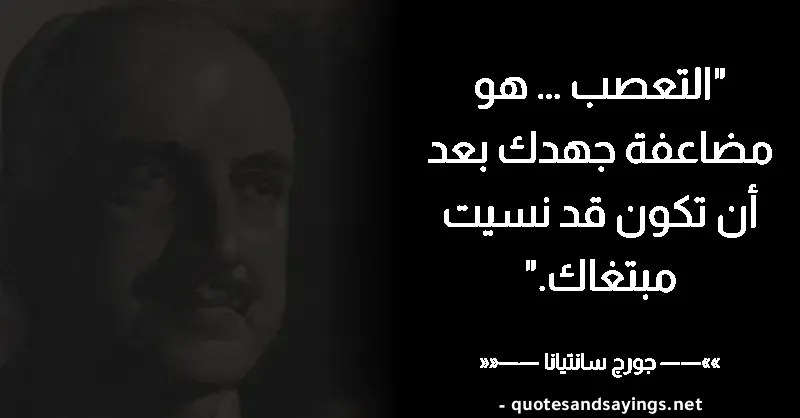 "التعصب ... هو
مضاعفة جهدك بعد
أن تكون قد نسيت
مبتغاك."
»»—— جورج سانتيانا ——««
- quotesandsayings.net